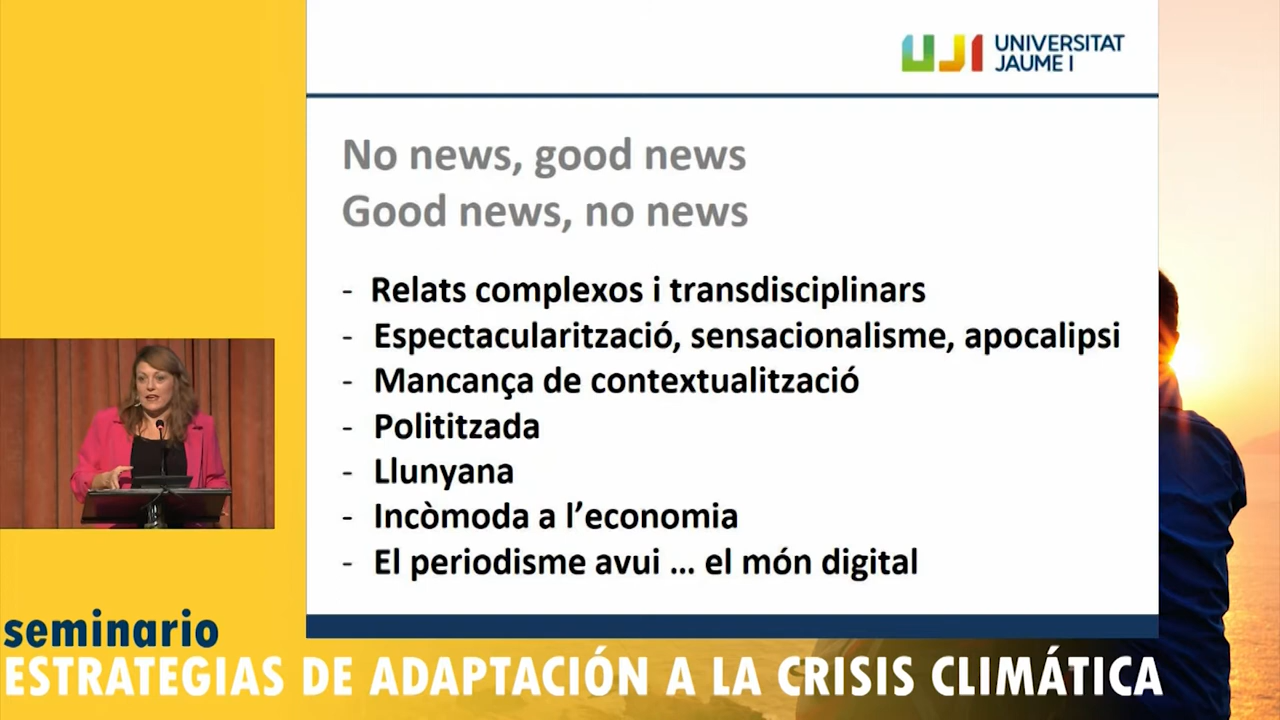 UJI UNIVERSITAT
JAUME I
No news, good news
Good news, no news
- Relats complexos i transdisciplinars
- Espectacularització, sensacionalisme, apocalipsi
- Mancança de contextualització
- Polititzada
- Llunyana
- Incòmoda a l’economia
- El periodisme avui ... el món digital
seminario
ESTRATEGIAS DE ADAPTACIÓN A LA CRISIS CLIMÁTICA